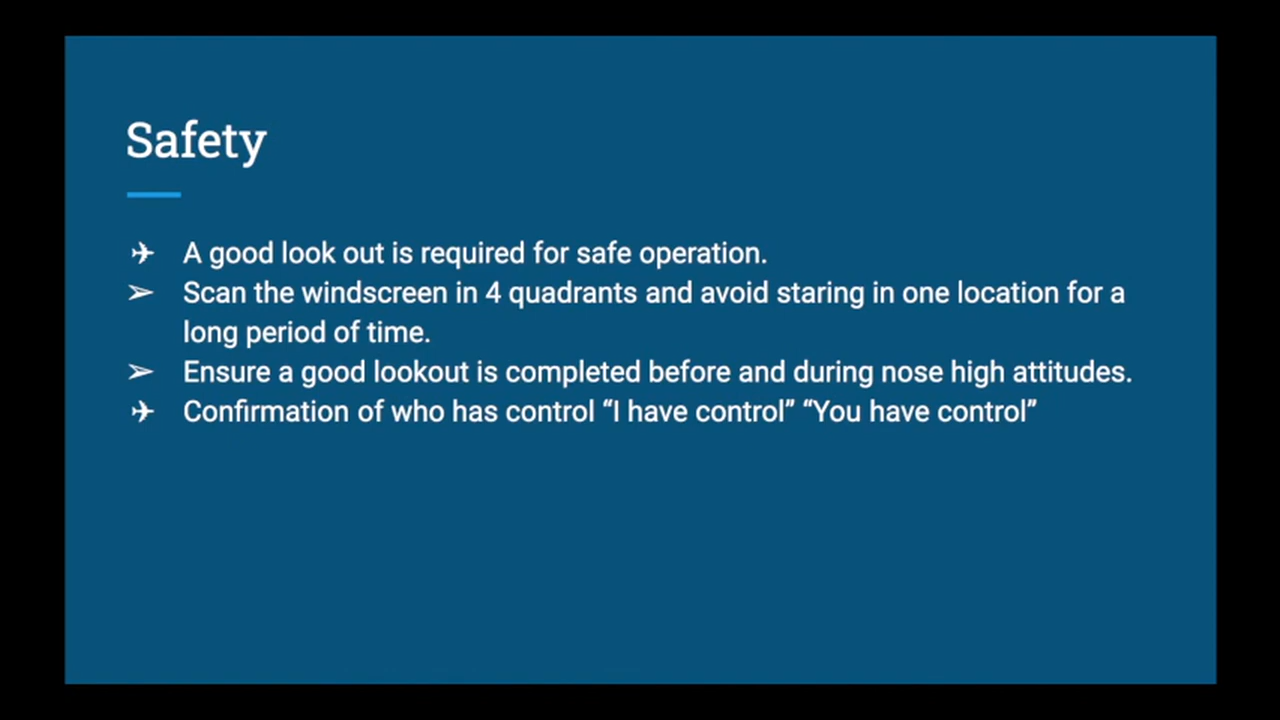 Safety
✈ A good look out is required for safe operation.
➢ Scan the windscreen in 4 quadrants and avoid staring in one location for a
long period of time.
➢ Ensure a good lookout is completed before and during nose high attitudes.
✈ Confirmation of who has control “I have control” “You have control”